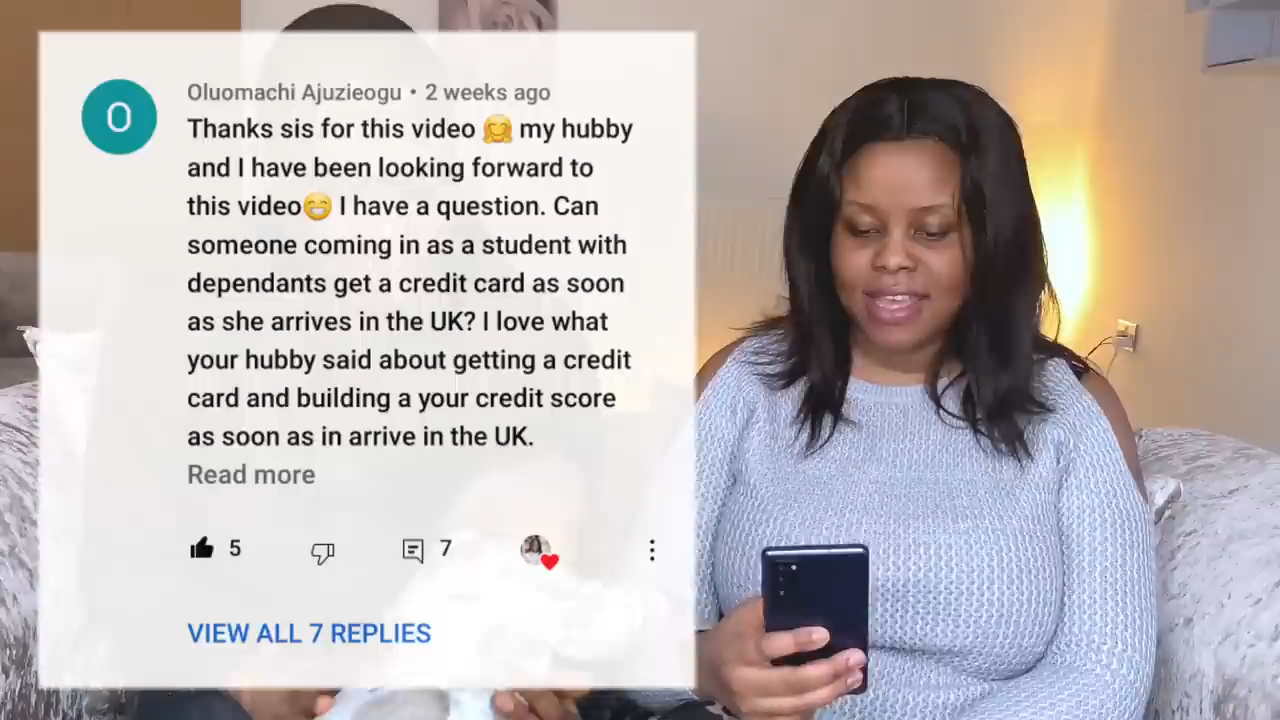 O
Oluomachi Ajuzieogu • 2 weeks ago
Thanks sis for this video 🤗 my hubby
and I have been looking forward to
this video😁 I have a question. Can
someone coming in as a student with
dependants get a credit card as soon
as she arrives in the UK? I love what
your hubby said about getting a credit
card and building a your credit score
as soon as in arrive in the UK.
Read more
5
7
VIEW ALL 7 REPLIES